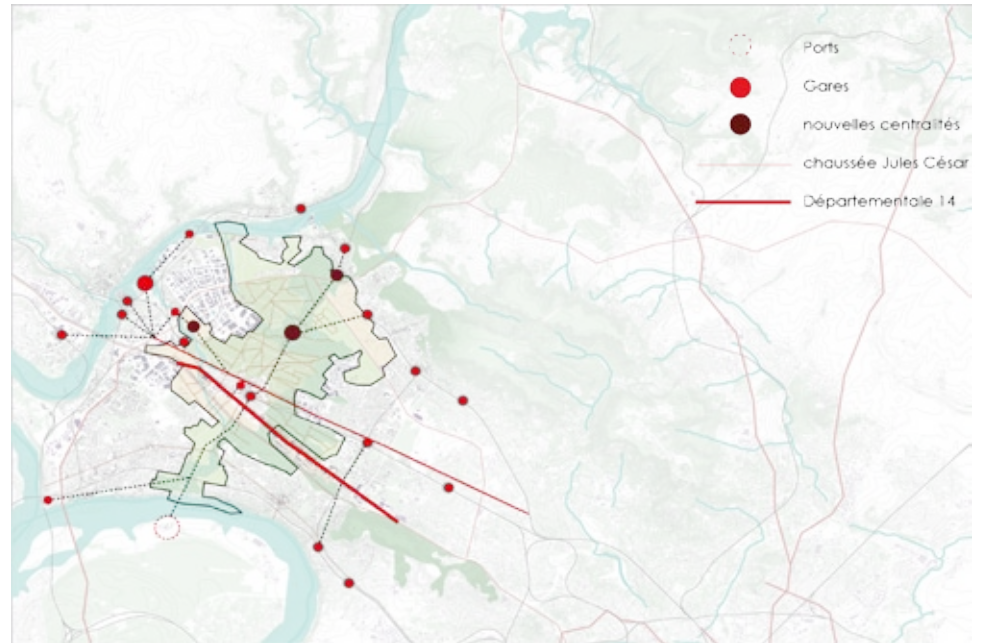 Ports
Gares
nouvelles centralités
chaussée Jules César
Départementale 14